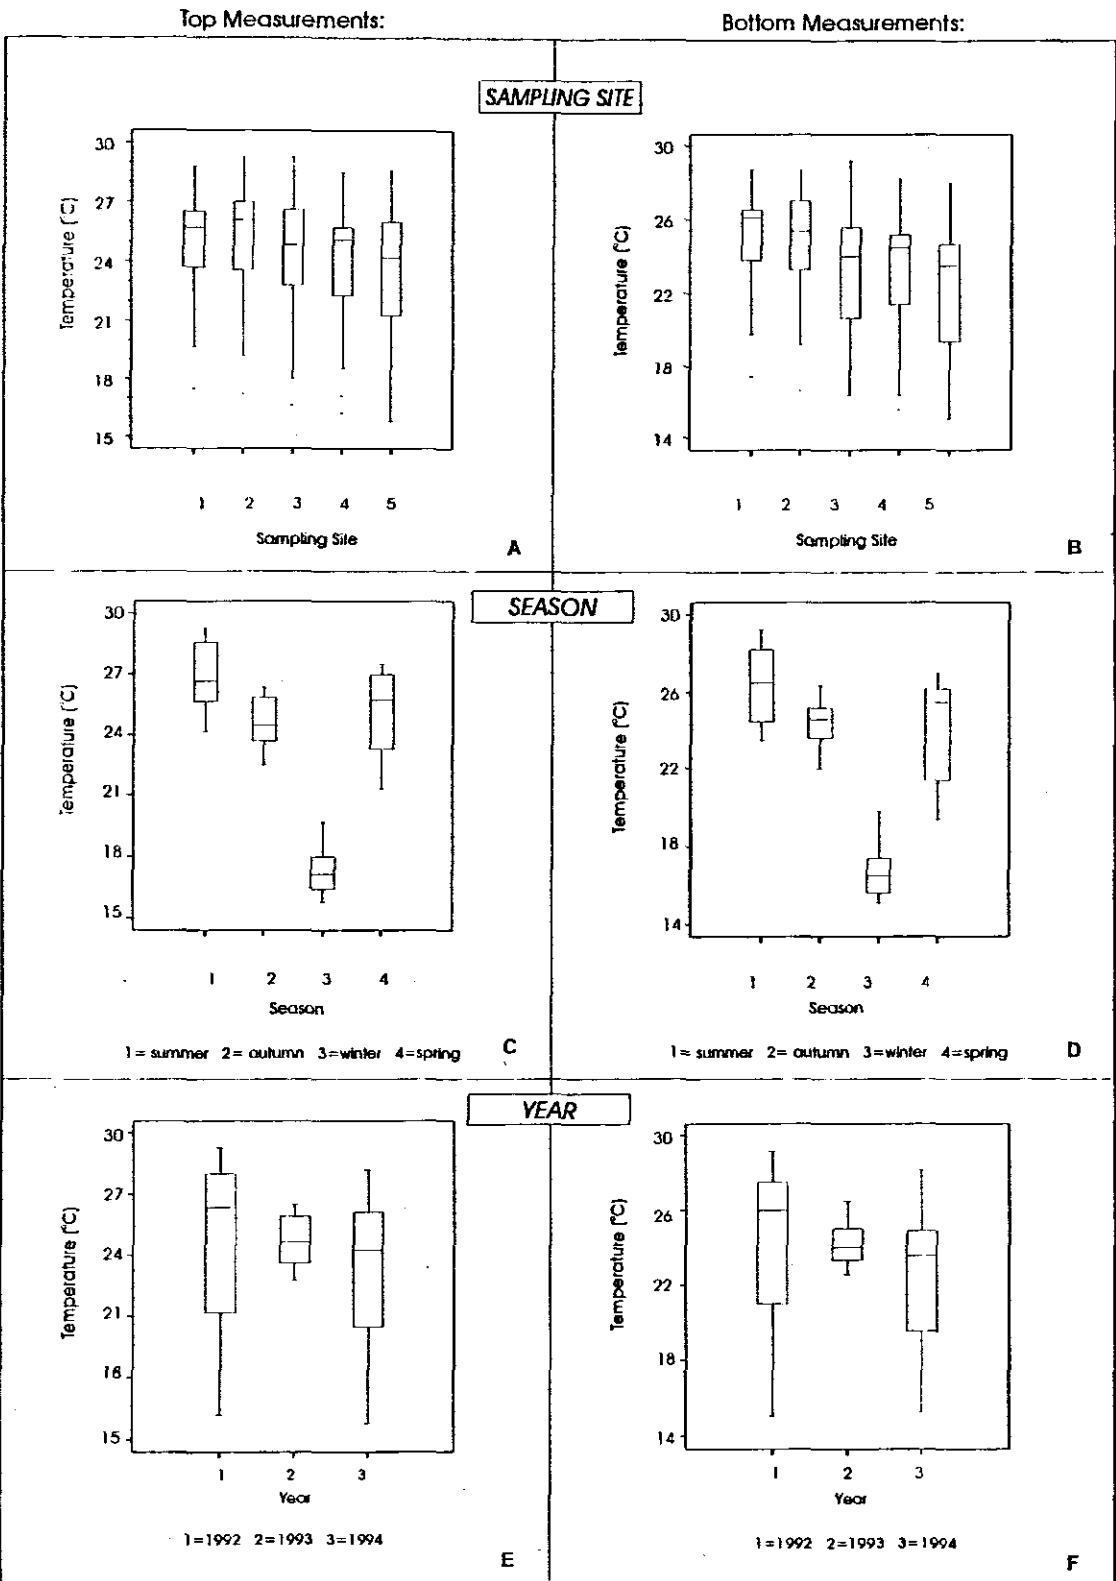 Top Measurements: Bottom Measurements:
SAMPLING SITE
Temperature (°C)
30
27
24
21
18
15
1 2 3 4 5
Sampling Site
A
Temperature (°C)
30
26
22
18
14
1 2 3 4 5
Sampling Site
B
SEASON
Temperature (°C)
30
27
24
21
18
15
1 2 3 4
Season
1= summer 2= autumn 3=winter 4=spring
C
Temperature (°C)
30
26
22
18
14
1 2 3 4
Season
1= summer 2= autumn 3=winter 4=spring
D
YEAR
Temperature (°C)
30
27
24
21
18
15
1 2 3
Year
1=1992 2=1993 3=1994
E
Temperature (°C)
30
26
22
18
14
1 2 3
Year
1=1992 2=1993 3=1994
F